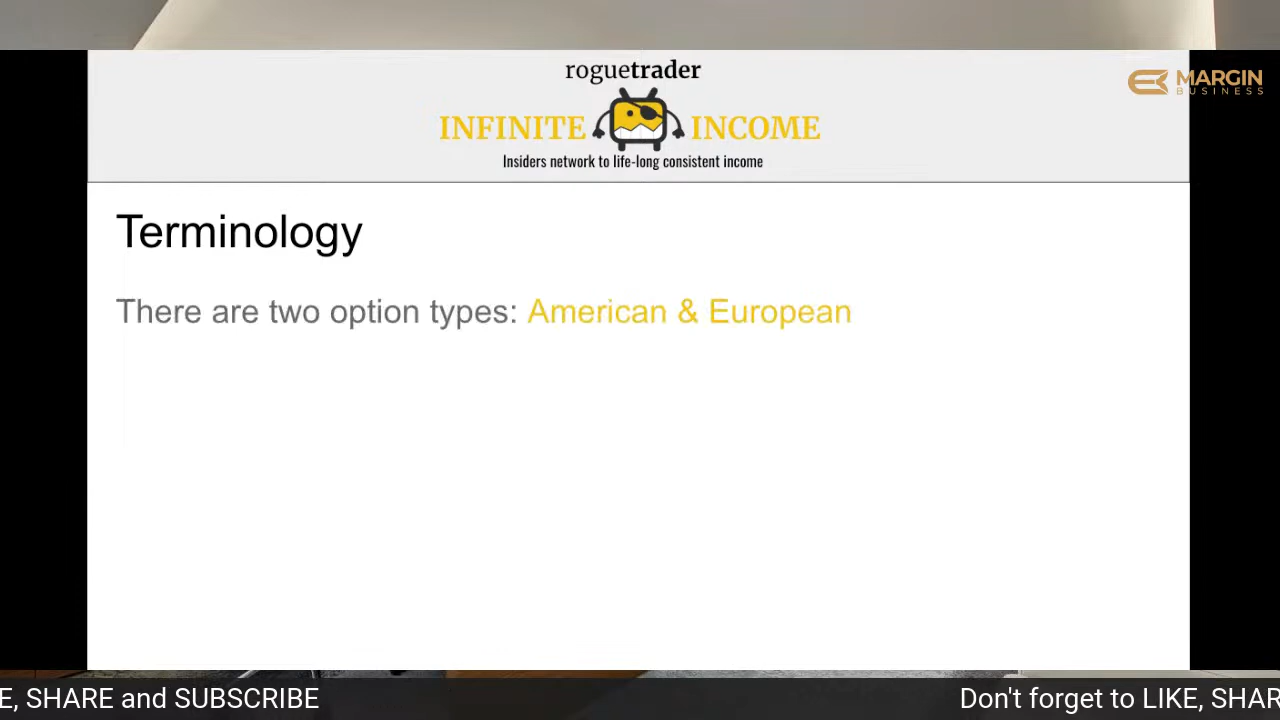 roguetrader
MARGIN
BUSINESS
INFINITE INCOME
Insiders network to life-long consistent income
Terminology
There are two option types: American & European
E, SHARE and SUBSCRIBE
Don't forget to LIKE, SHAR